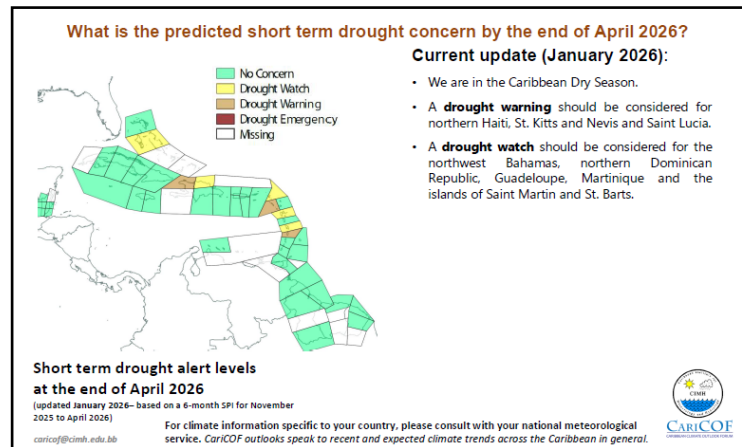 What is the predicted short term drought concern by the end of April 2026?
No Concern
Drought Watch
Drought Warning
Drought Emergency
Missing
Current update (January 2026):
• We are in the Caribbean Dry Season.
• A drought warning should be considered for
northern Haiti, St. Kitts and Nevis and Saint Lucia.
• A drought watch should be considered for the
northwest Bahamas, northern Dominican
Republic, Guadeloupe, Martinique and the
islands of Saint Martin and St. Barts.
Short term drought alert levels
at the end of April 2026
(updated January 2026– based on a 6-month SPI for November
2025 to April 2026)
For climate information specific to your country, please consult with your national meteorological
service. CariCOF outlooks speak to recent and expected climate trends across the Caribbean in general.
caricof@cimh.edu.bb
CIMH
CARICOF
CARIBBEAN CLIMATE OUTLOOK FORUM